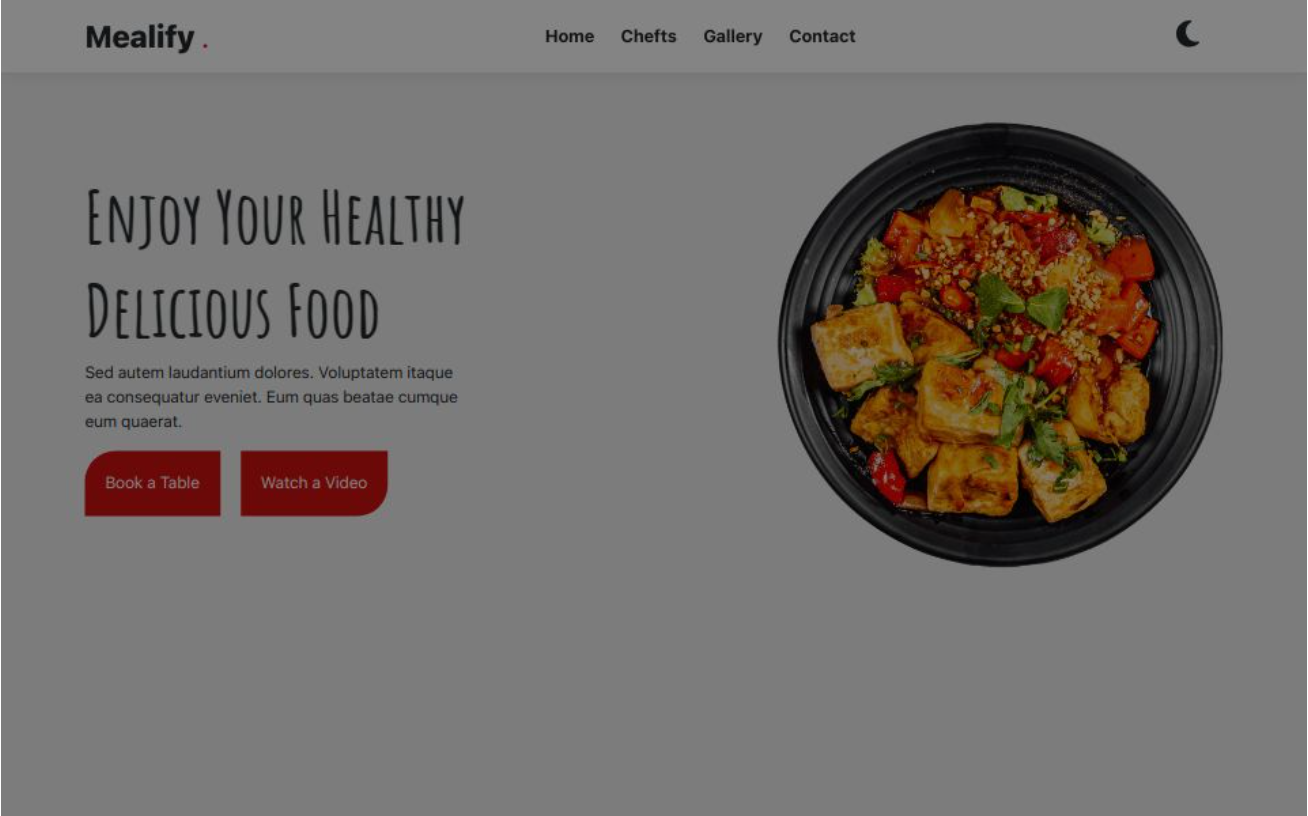 Mealify .
Home Chefts Gallery Contact
Enjoy Your Healthy
Delicious Food
Sed autem laudantium dolores. Voluptatem itaque
ea consequatur eveniet. Eum quas beatae cumque
eum quaerat.
Book a Table
Watch a Video